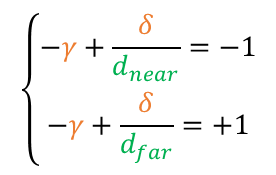 −γ + δ/d_near = −1
−γ + δ/d_far = +1